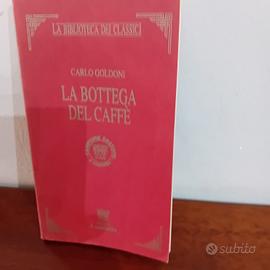 LA BIBLIOTECA DEI CLASSICI
CARLO GOLDONI
LA BOTTEGA
DEL CAFFÈ
subito